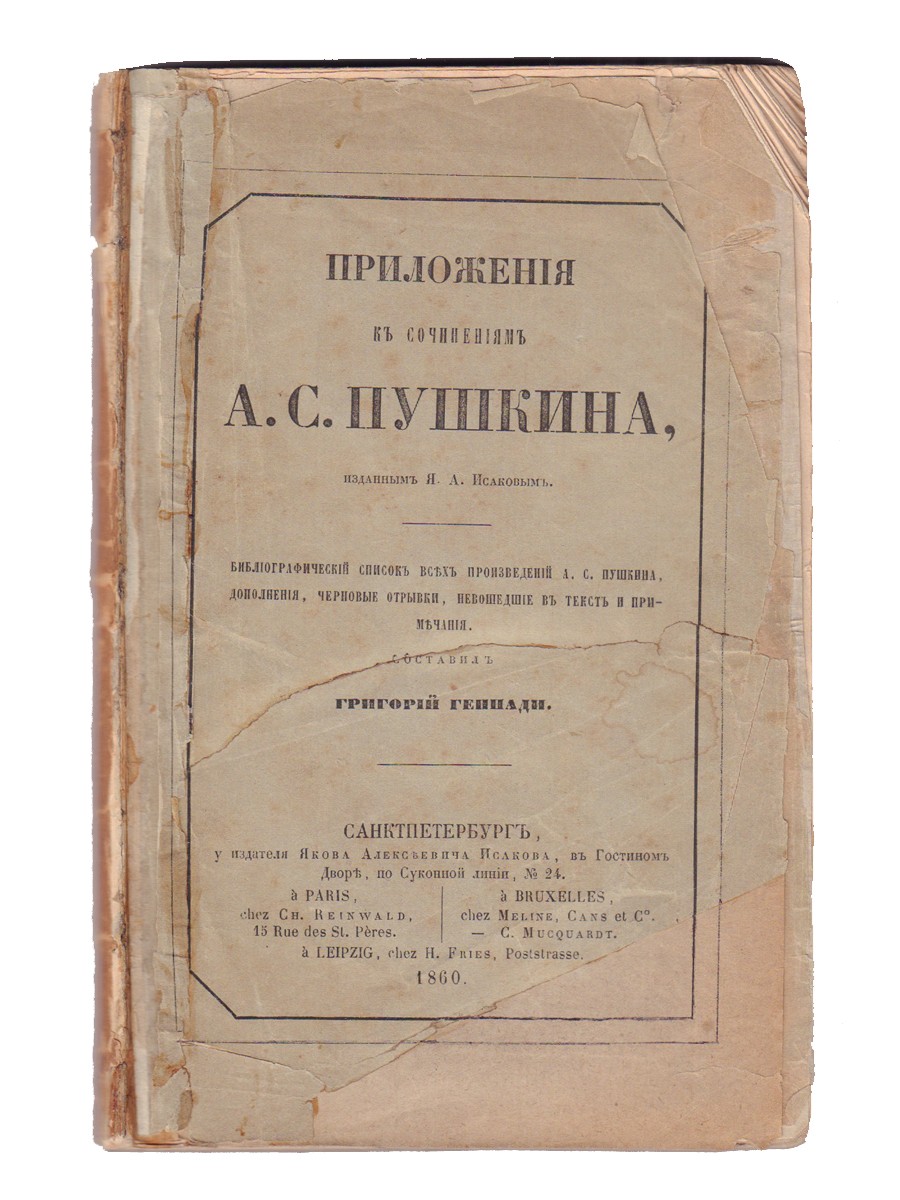 ПРИЛОЖЕНІЯ
КЪ СОЧИНЕНІЯМЪ
А. С. ПУШКИНА,
изданнымъ Я. А. Исаковымъ.
БИБЛІОГРАФИЧЕСКІЙ СПИСОКЪ ВСѢХЪ ПРОИЗВЕДЕНІЙ А. С. ПУШКИНА,
ДОПОЛНЕНІЯ, ЧЕРНОВЫЕ ОТРЫВКИ, НЕВОШЕДШІЕ ВЪ ТЕКСТЪ И ПРИ-
МѢЧАНІЯ.
СОСТАВИЛЪ
ГРИГОРІЙ ГЕННАДИ.
САНКТПЕТЕРБУРГЪ,
у издателя Якова Алексѣевича Исакова, въ Гостиномъ
Дворѣ, по Суконной линіи, № 24.
à PARIS,
chez Ch. Reinwald,
15 Rue des St. Pères.
à BRUXELLES,
chez Meline, Cans et C°.
— C. Mucquardt.
à LEIPZIG, chez H. Fries, Poststrasse.
1860.